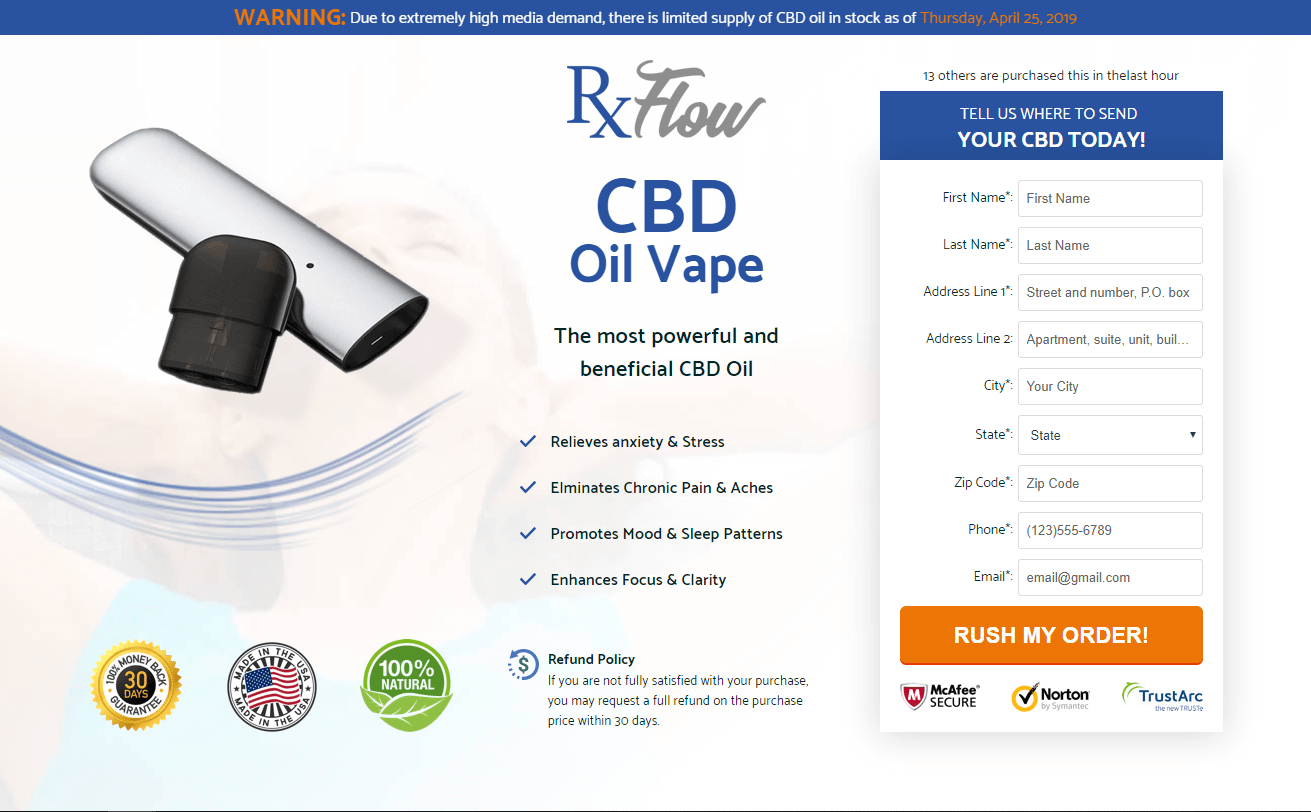 WARNING: Due to extremely high media demand, there is limited supply of CBD oil in stock as of Thursday, April 25, 2019
Rx Flow
CBD
Oil Vape
The most powerful and
beneficial CBD Oil
Relieves anxiety & Stress
Elminates Chronic Pain & Aches
Promotes Mood & Sleep Patterns
Enhances Focus & Clarity
100% MONEY BACK
30
DAYS
GUARANTEE
MADE IN THE USA
MADE IN THE USA
100%
NATURAL
$
Refund Policy
If you are not fully satisfied with your purchase,
you may request a full refund on the purchase
price within 30 days.
13 others are purchased this in thelast hour
TELL US WHERE TO SEND
YOUR CBD TODAY!
First Name*: First Name
Last Name*: Last Name
Address Line 1*: Street and number, P.O. box
Address Line 2: Apartment, suite, unit, buil...
City*: Your City
State*: State
Zip Code*: Zip Code
Phone*: (123)555-6789
Email*: email@gmail.com
RUSH MY ORDER!
McAfee®
SECURE
Norton
by Symantec
TrustArc
the new TRUSTe